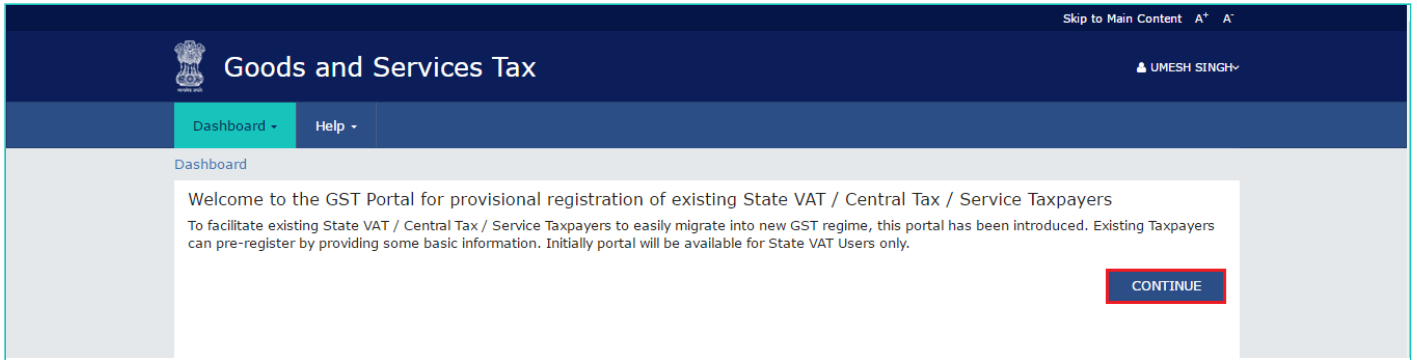 Skip to Main Content A+ A-
Goods and Services Tax
UMESH SINGH
Dashboard Help
Dashboard
Welcome to the GST Portal for provisional registration of existing State VAT / Central Tax / Service Taxpayers
To facilitate existing State VAT / Central Tax / Service Taxpayers to easily migrate into new GST regime, this portal has been introduced. Existing Taxpayers
can pre-register by providing some basic information. Initially portal will be available for State VAT Users only.
CONTINUE